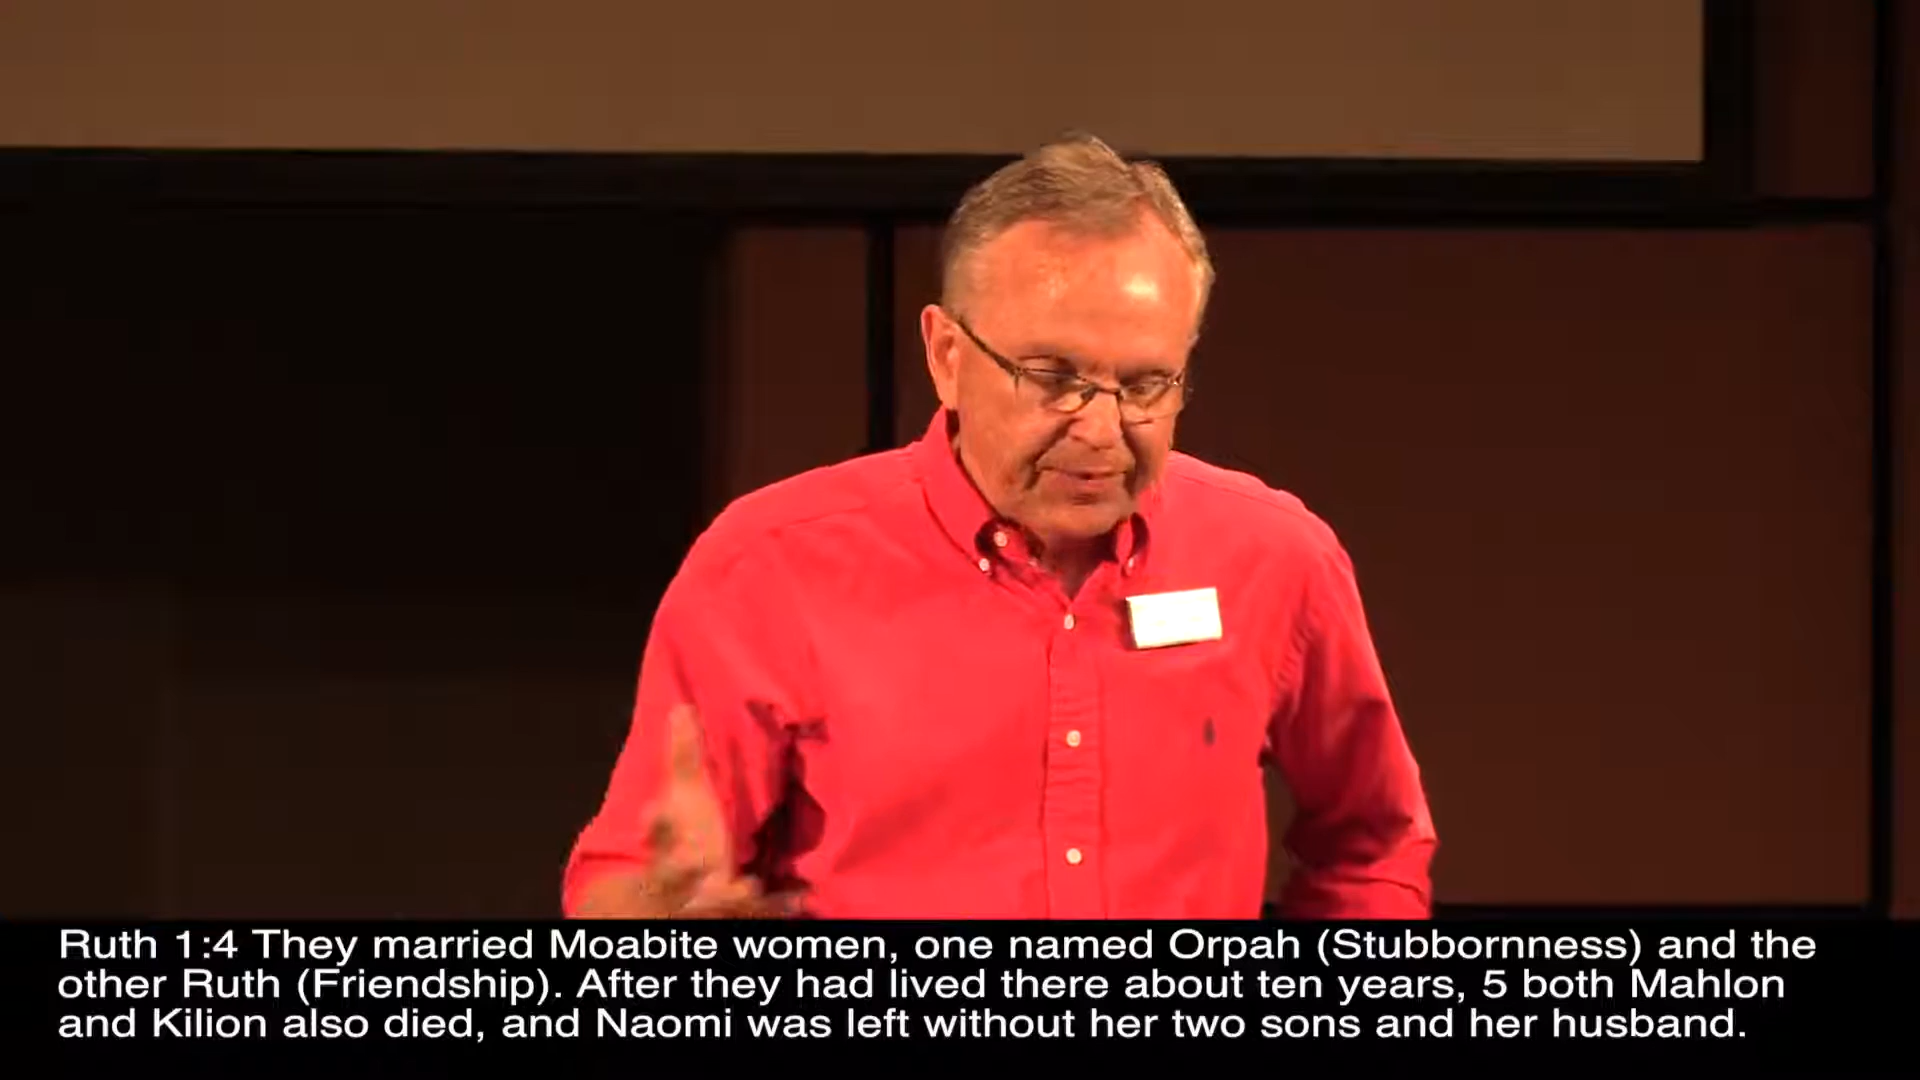 Ruth 1:4 They married Moabite women, one named Orpah (Stubbornness) and the
other Ruth (Friendship). After they had lived there about ten years, 5 both Mahlon
and Kilion also died, and Naomi was left without her two sons and her husband.